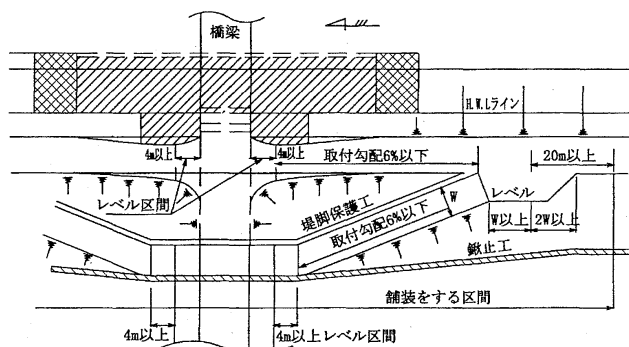 橋梁
H.W.Lライン
4m以上
4m以上
取付勾配6%以下
20m以上
レベル区間
堤脚保護工
W
レベル
取付勾配6%以下
W以上
2W以上
鍬止工
舗装をする区間
4m以上
4m以上レベル区間